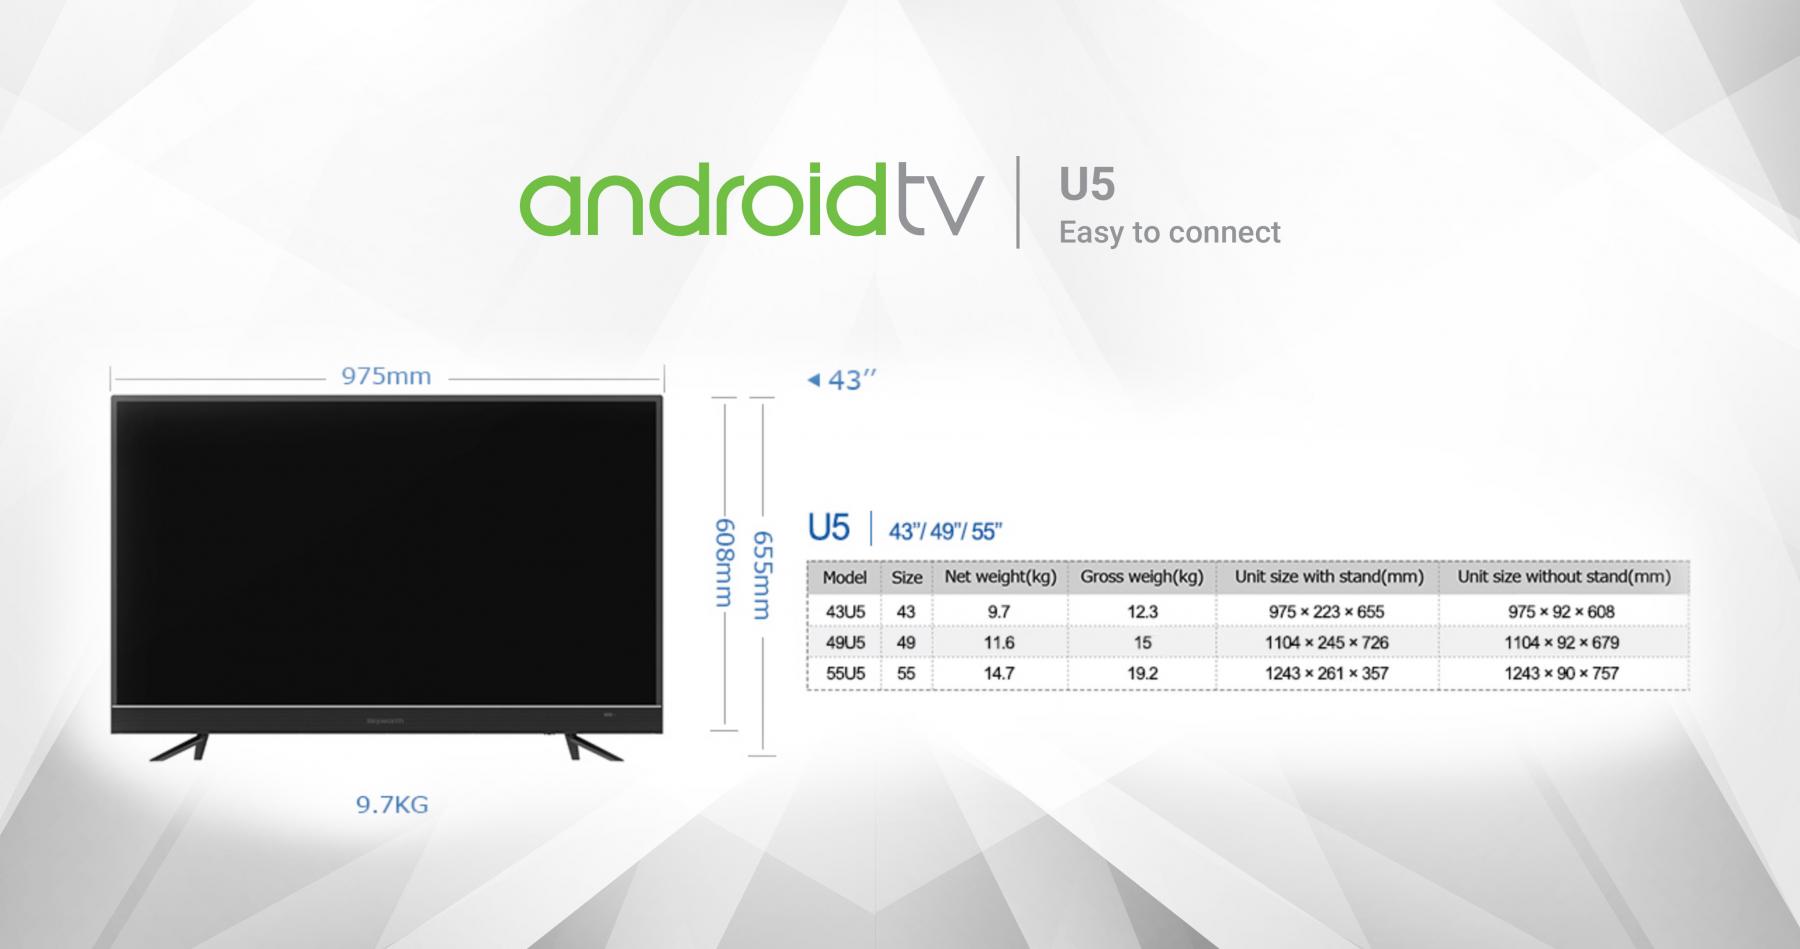 androidtv
U5
Easy to connect
975mm
43″
608mm
655mm
U5 | 43”/ 49”/ 55”
Model Size Net weight(kg) Gross weigh(kg) Unit size with stand(mm) Unit size without stand(mm)
43U5 43 9.7 12.3 975 × 223 × 655 975 × 92 × 608
49U5 49 11.6 15 1104 × 245 × 726 1104 × 92 × 679
55U5 55 14.7 19.2 1243 × 261 × 357 1243 × 90 × 757
Skyworth
9.7KG